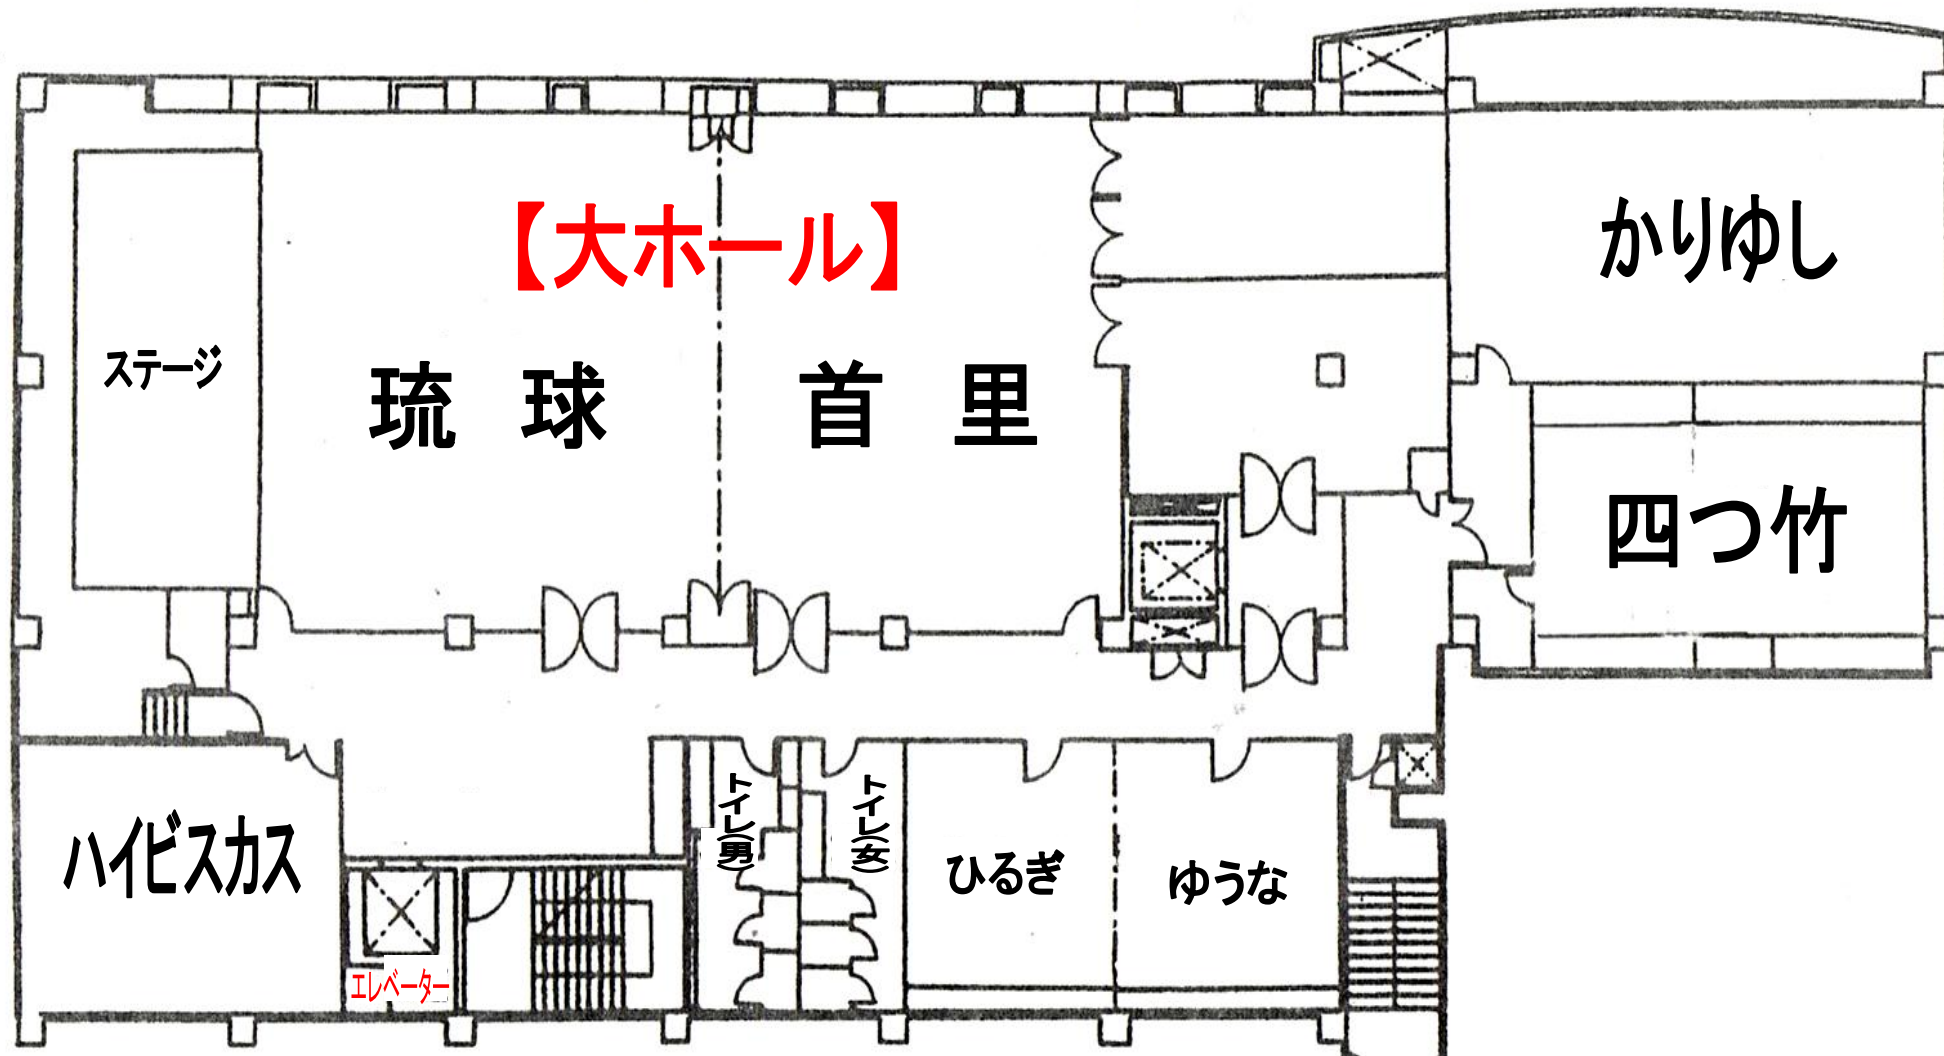 【大ホール】
かりゆし
ステージ
琉球
首里
四つ竹
トイレ(男)
トイレ(女)
ハイビスカス
ひるぎ
ゆうな
エレベーター